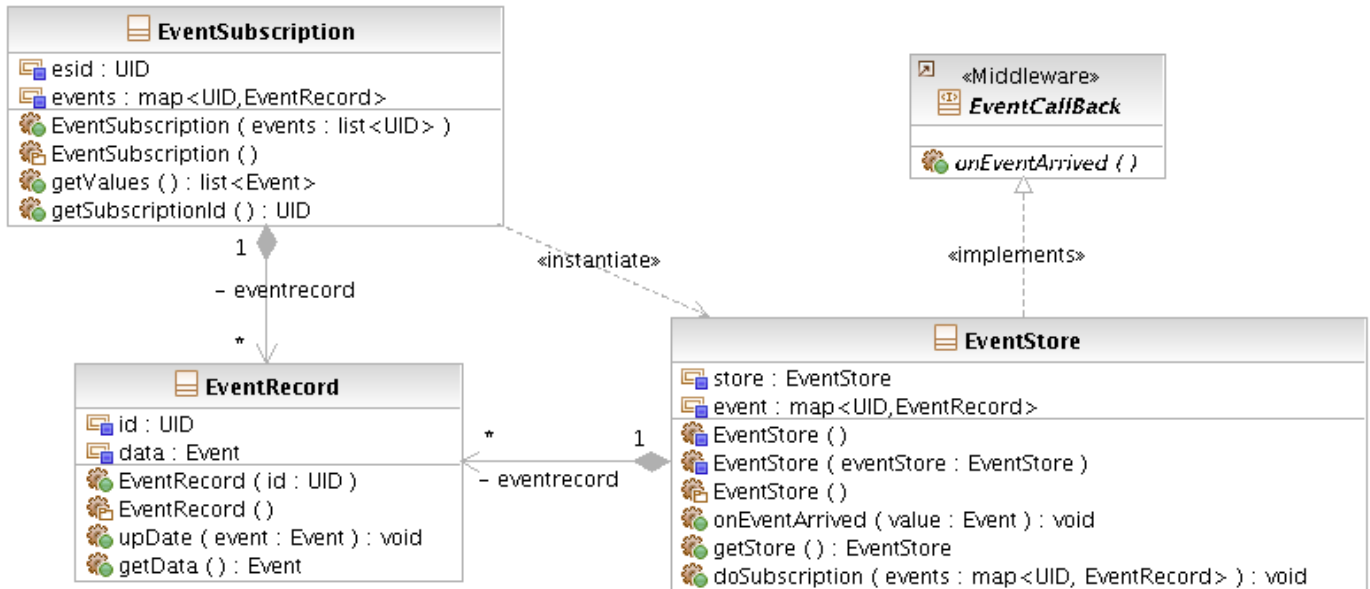 EventSubscription
esid : UID
events : map<UID,EventRecord>
EventSubscription ( events : list<UID> )
EventSubscription ()
getValues () : list<Event>
getSubscriptionId () : UID
«Middleware»
EventCallBack
onEventArrived ( )
1
- eventrecord
*
«instantiate»
«implements»
EventRecord
id : UID
data : Event
EventRecord ( id : UID )
EventRecord ()
upDate ( event : Event ) : void
getData () : Event
*
1
- eventrecord
EventStore
store : EventStore
event : map<UID,EventRecord>
EventStore ()
EventStore ( eventStore : EventStore )
EventStore ()
onEventArrived ( value : Event ) : void
getStore () : EventStore
doSubscription ( events : map<UID, EventRecord> ) : void